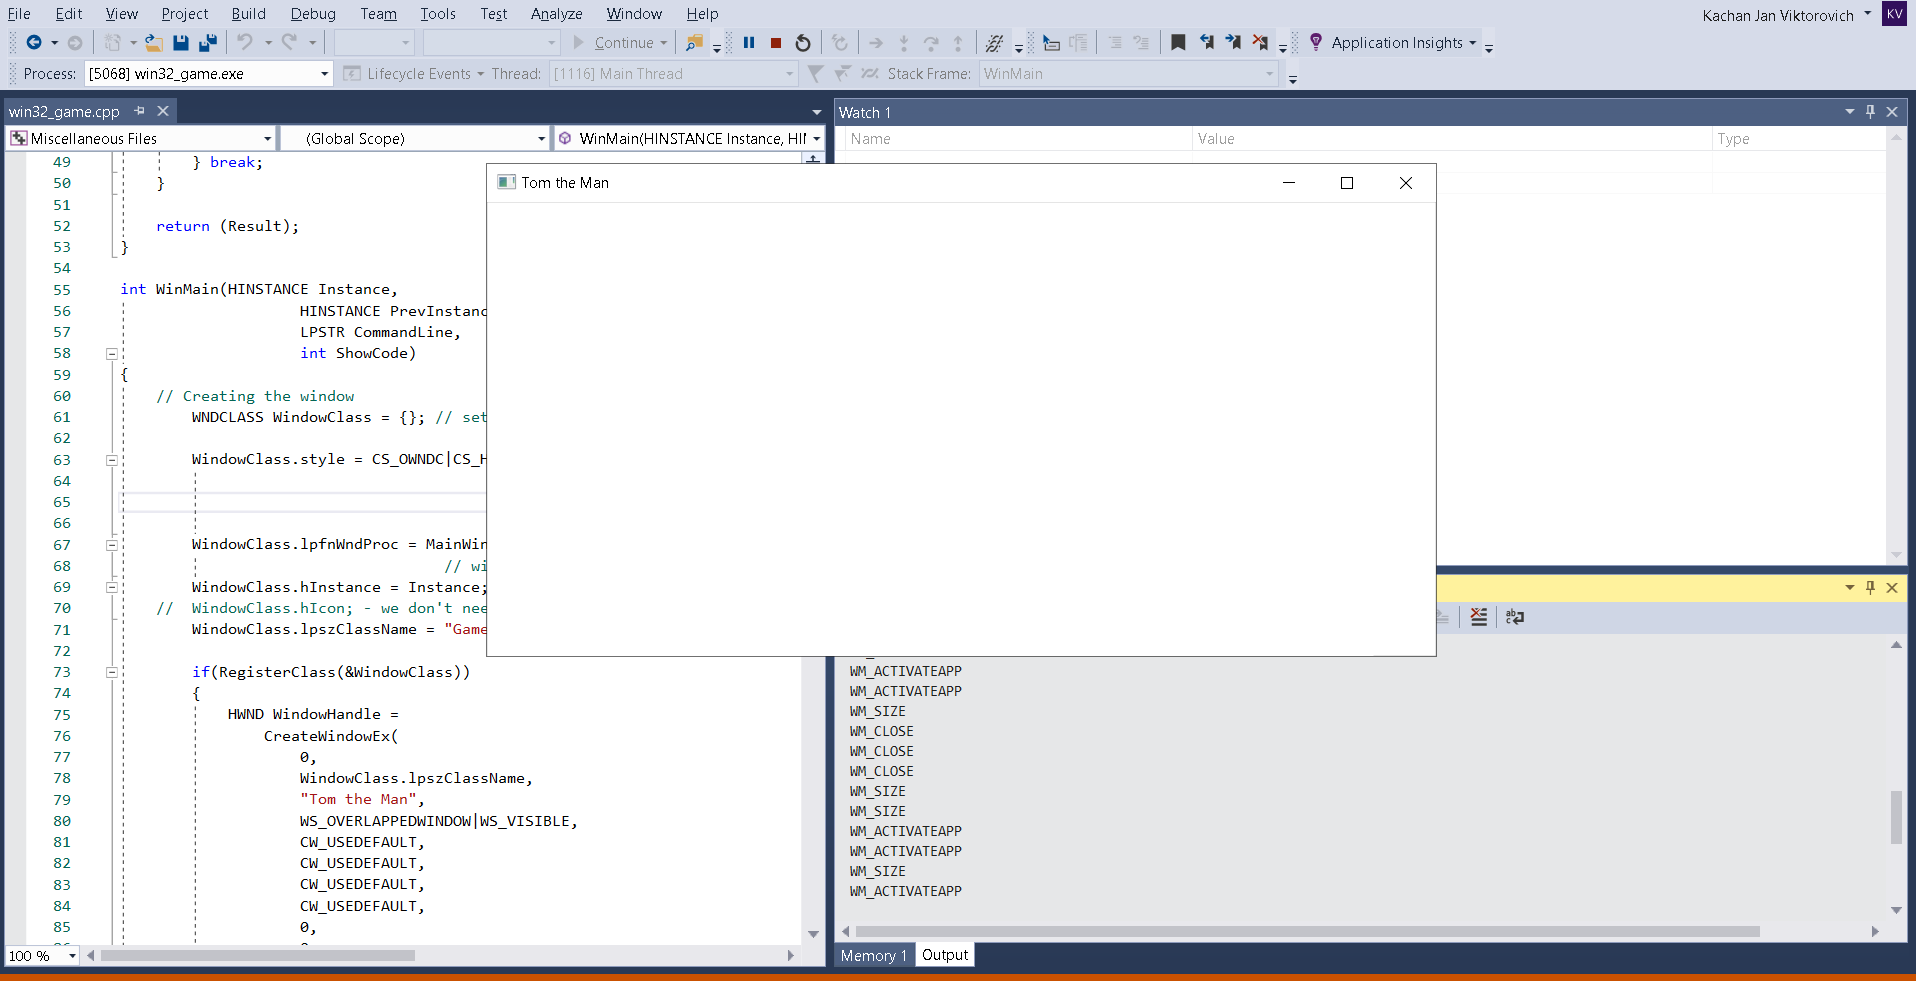 File Edit View Project Build Debug Team Tools Test Analyze Window Help
Kachan Jan Viktorovich KV
Continue Application Insights
Process: [5068] win32_game.exe Lifecycle Events Thread: [1116] Main Thread Stack Frame: WinMain
win32_game.cpp
Miscellaneous Files (Global Scope) WinMain(HINSTANCE Instance, HI
49 } break;
50 }
51
52 return (Result);
53 }
54
55 int WinMain(HINSTANCE Instance,
56 HINSTANCE PrevInstanc
57 LPSTR CommandLine,
58 int ShowCode)
59 {
60 // Creating the window
61 WNDCLASS WindowClass = {}; // set
62
63 WindowClass.style = CS_OWNDC|CS_H
64
65
66
67 WindowClass.lpfnWndProc = MainWin
68 // wi
69 WindowClass.hInstance = Instance;
70 // WindowClass.hIcon; - we don't nee
71 WindowClass.lpszClassName = "Game
72
73 if(RegisterClass(&WindowClass))
74 {
75 HWND WindowHandle =
76 CreateWindowEx(
77 0,
78 WindowClass.lpszClassName,
79 "Tom the Man",
80 WS_OVERLAPPEDWINDOW|WS_VISIBLE,
81 CW_USEDEFAULT,
82 CW_USEDEFAULT,
83 CW_USEDEFAULT,
84 CW_USEDEFAULT,
85 0,
100 %
Tom the Man
Watch 1
Name Value Type
WM_ACTIVATEAPP
WM_ACTIVATEAPP
WM_SIZE
WM_CLOSE
WM_CLOSE
WM_CLOSE
WM_SIZE
WM_SIZE
WM_ACTIVATEAPP
WM_ACTIVATEAPP
WM_SIZE
WM_ACTIVATEAPP
Memory 1 Output